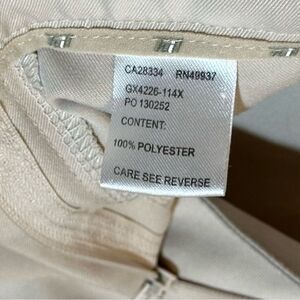 CA28334 RN49937
GX4226-114X
PO 130252
CONTENT:
100% POLYESTER
CARE SEE REVERSE